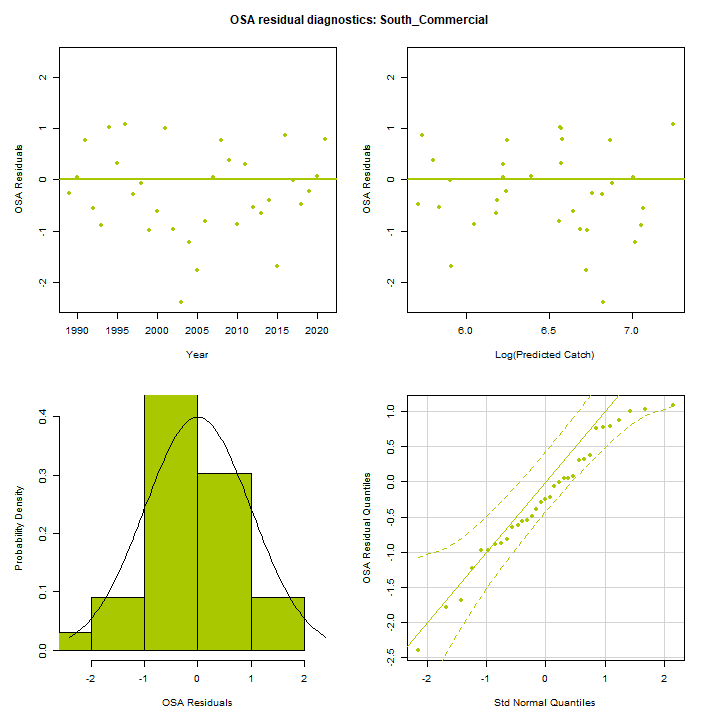 OSA residual diagnostics: South_Commercial
OSA Residuals
2
1
0
-1
-2
1990 1995 2000 2005 2010 2015 2020
Year
OSA Residuals
2
1
0
-1
-2
6.0 6.5 7.0
Log(Predicted Catch)
Probability Density
0.4
0.3
0.2
0.1
0.0
-2 -1 0 1 2
OSA Residuals
OSA Residual Quantiles
1.0
0.5
0.0
-0.5
-1.0
-1.5
-2.0
-2.5
-2 -1 0 1 2
Std Normal Quantiles